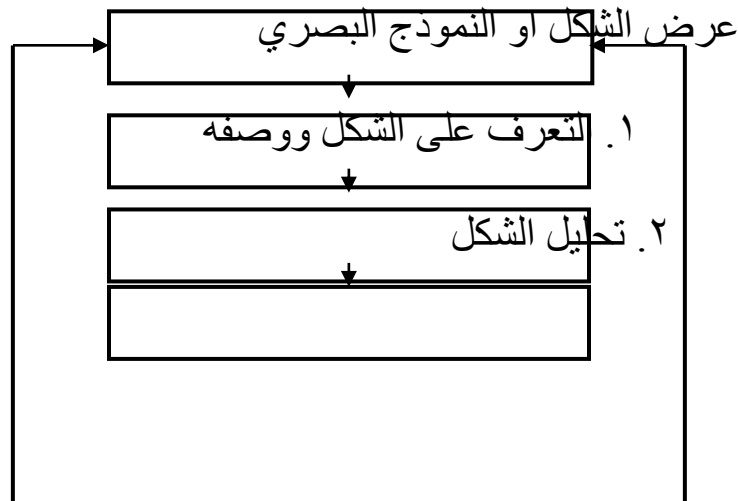 عرض الشكل او النموذج البصري
١. التعرف على الشكل ووصفه
٢. تحليل الشكل